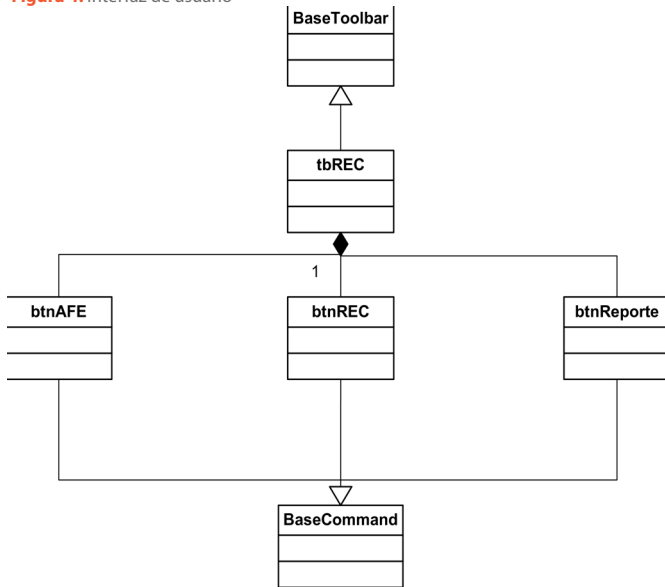 BaseToolbar
tbREC
1
btnAFE
btnREC
btnReporte
BaseCommand